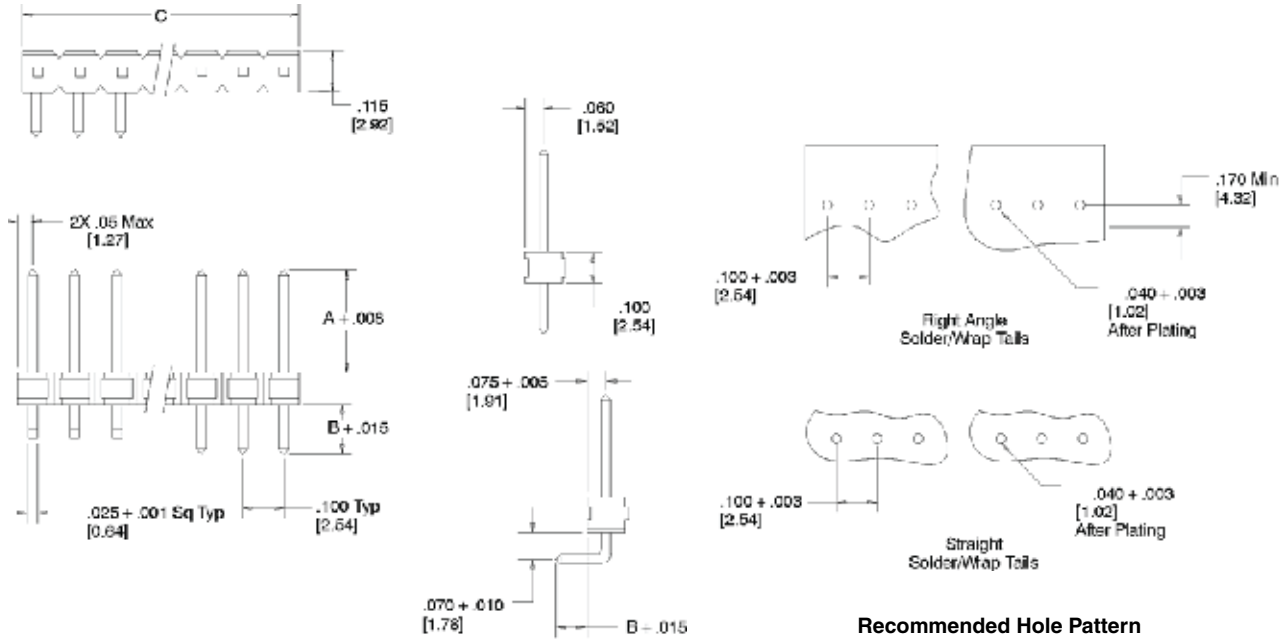 C
.115
[2.92]
.060
[1.52]
2X .05 Max
[1.27]
A + .008
.100
[2.54]
B + .015
.025 + .001 Sq Typ
[0.64]
.100 Typ
[2.54]
.075 + .005
[1.91]
.070 + .010
[1.78]
B + .015
.170 Min
[4.32]
.100 + .003
[2.54]
.040 + .003
[1.02]
After Plating
Right Angle
Solder/Wrap Tails
.100 + .003
[2.54]
.040 + .003
[1.02]
After Plating
Straight
Solder/Wrap Tails
Recommended Hole Pattern